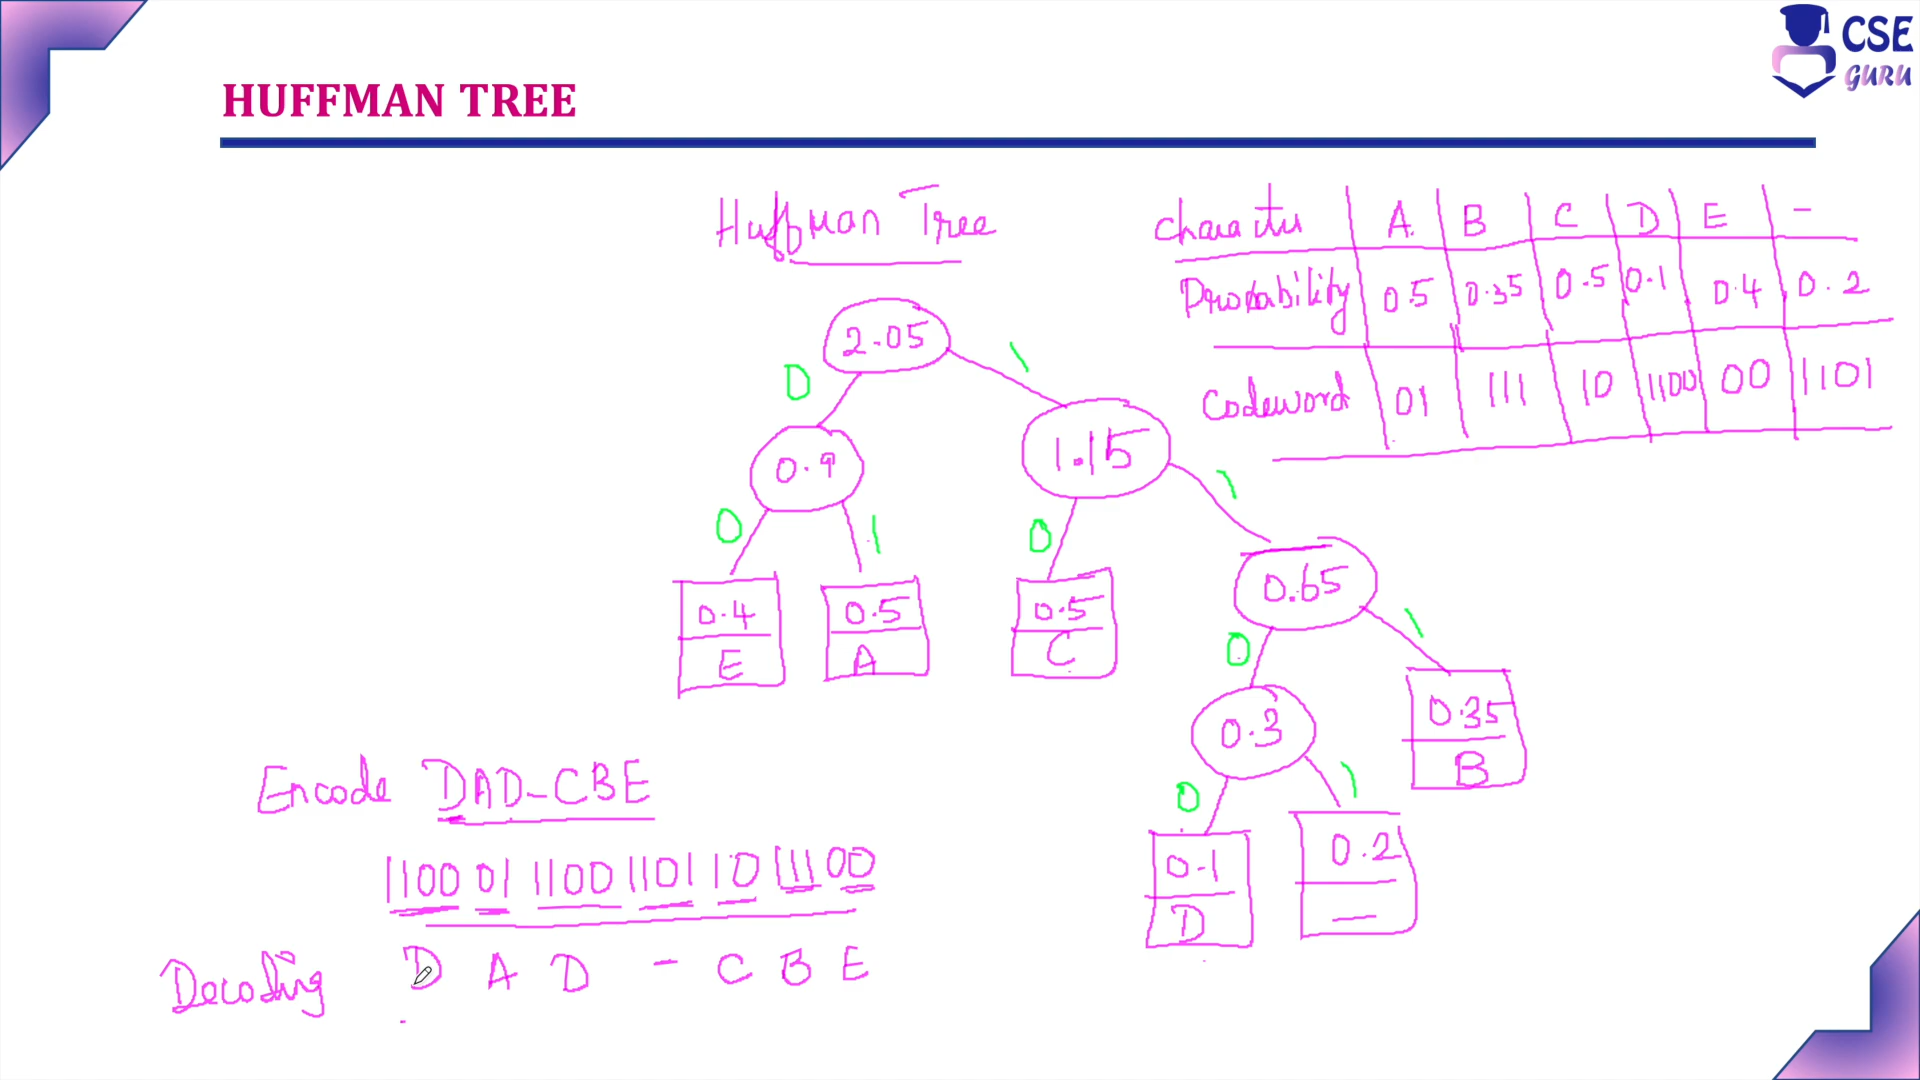 CSE
GURU
HUFFMAN TREE
Huffman Tree
Character A. B C D E -
Probability 0.5 0.35 0.5 0.1 0.4 0.2
Codeword 01 111 10 1100 00 1101
2.05
0 1
0.9 1.15
0 1 0 1
0.4 0.5 0.5 0.65
E A C
0 1
0.3 0.35
B
0 1
0.1 0.2
D -
Encode DAD-CBE
1100 01 1100 1101 10 111 00
Decoding D A D - C B E